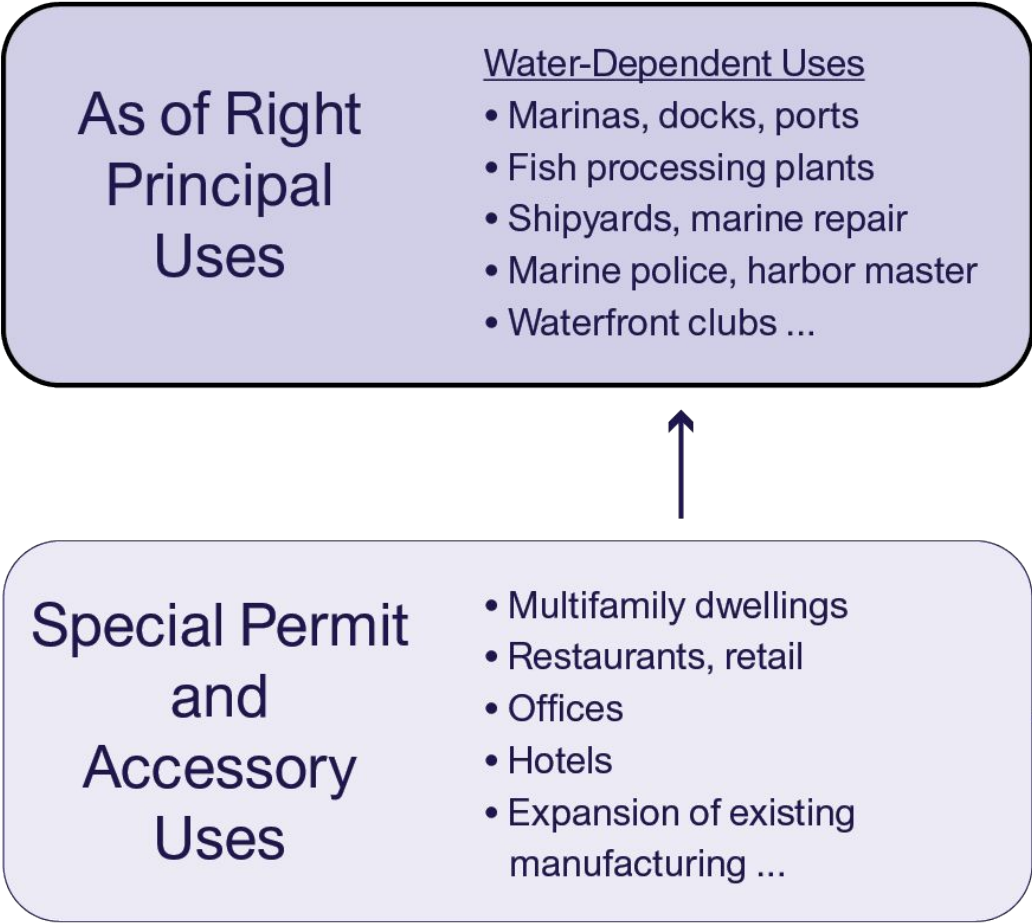 As of Right
Principal
Uses
Water-Dependent Uses
• Marinas, docks, ports
• Fish processing plants
• Shipyards, marine repair
• Marine police, harbor master
• Waterfront clubs ...
Special Permit
and
Accessory
Uses
• Multifamily dwellings
• Restaurants, retail
• Offices
• Hotels
• Expansion of existing
manufacturing ...